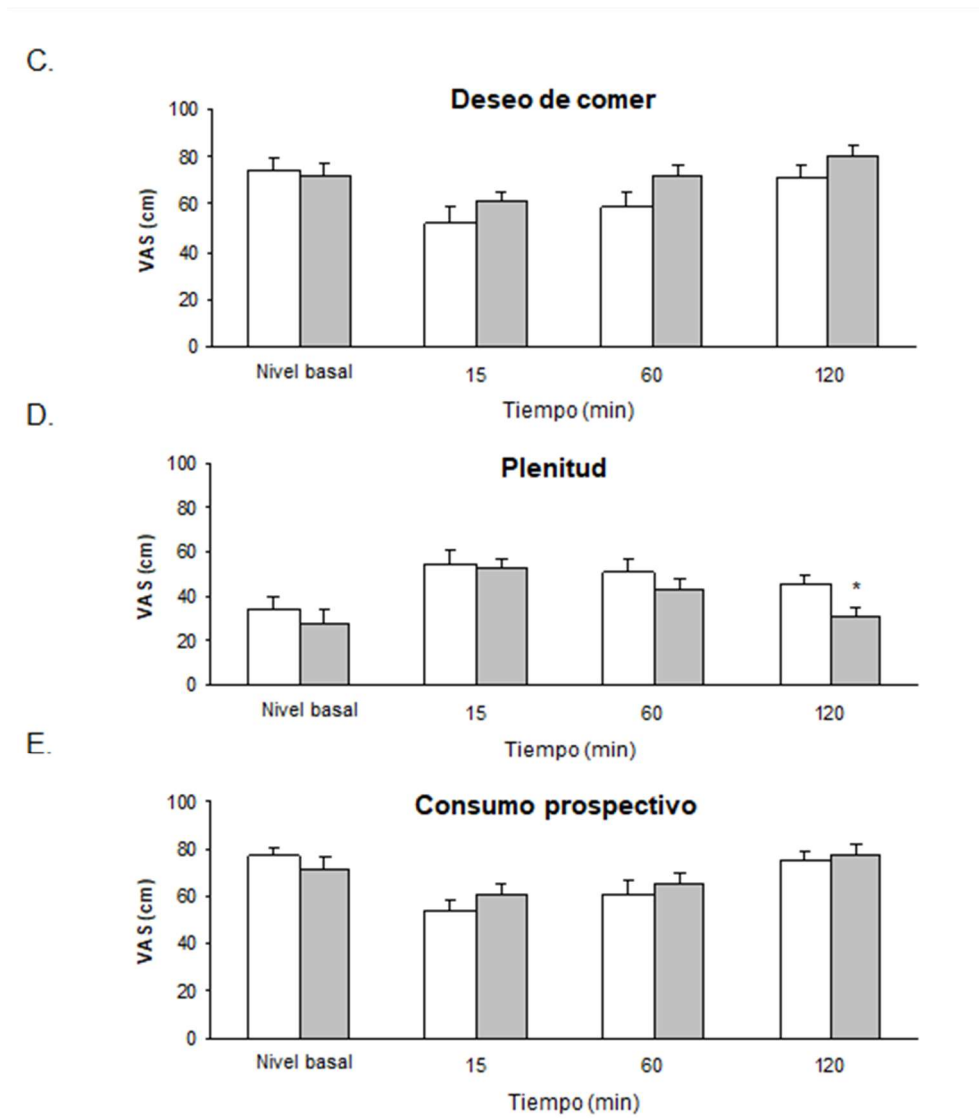 C.
Deseo de comer
100
80
60
40
20
0
VAS (cm)
Nivel basal 15 60 120
Tiempo (min)
D.
Plenitud
100
80
60
40
20
0
VAS (cm)
*
Nivel basal 15 60 120
Tiempo (min)
E.
Consumo prospectivo
100
80
60
40
20
0
VAS (cm)
Nivel basal 15 60 120
Tiempo (min)